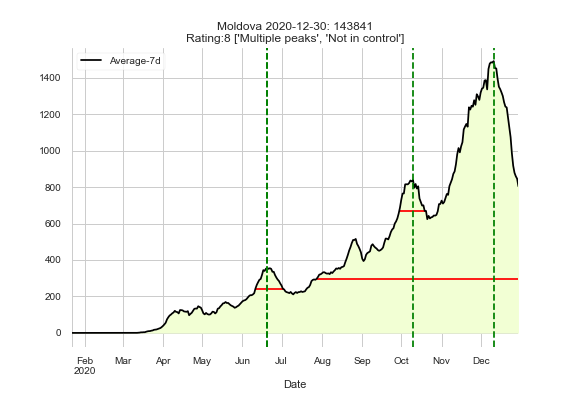 Moldova 2020-12-30: 143841
Rating:8 ['Multiple peaks', 'Not in control']
Average-7d
1400
1200
1000
800
600
400
200
0
Feb Mar Apr May Jun Jul Aug Sep Oct Nov Dec
2020
Date